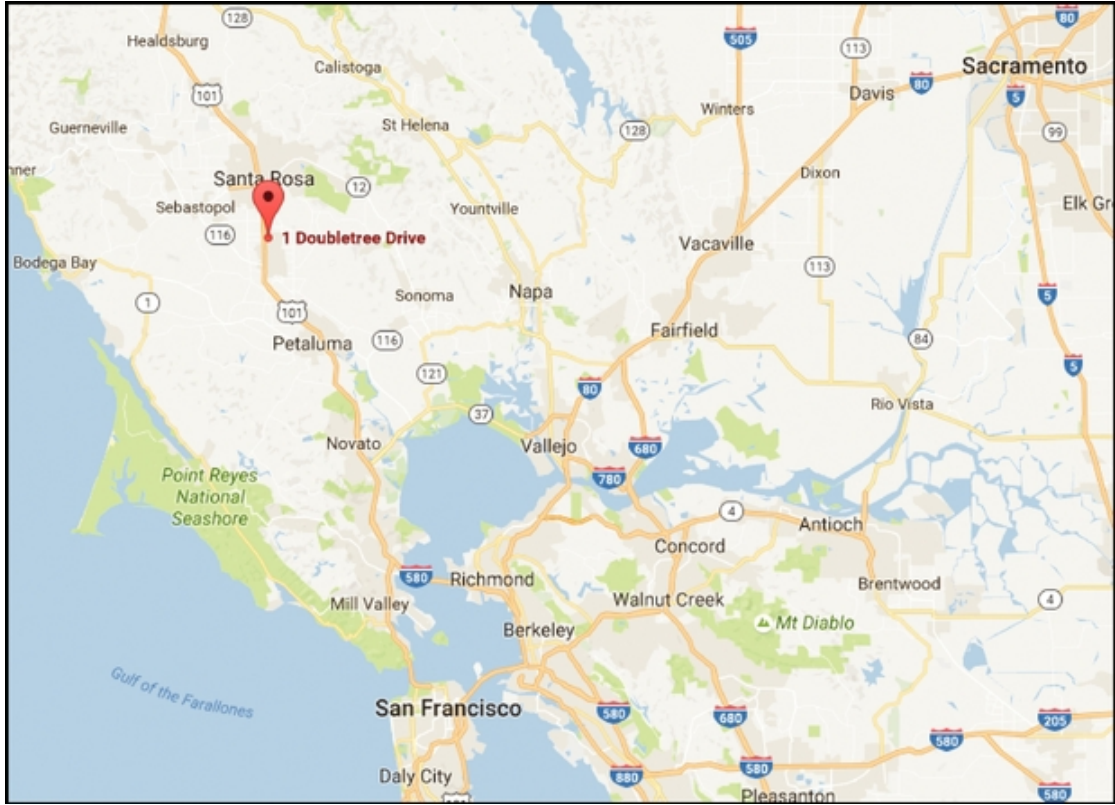 128
80
Healdsburg
505
113
Sacramento
Calistoga
80
Davis
101
5
Winters
Guerneville
St Helena
128
99
nner
Santa Rosa
12
Dixon
Sebastopol
Yountville
Elk Gr
116
1 Doubletree Drive
Vacaville
Bodega Bay
113
Sonoma
Napa
5
1
101
Fairfield
Petaluma
116
84
121
5
80
Rio Vista
37
Novato
Vallejo
680
Point Reyes
National
Seashore
780
4
Antioch
Concord
580
Richmond
Brentwood
Mill Valley
Walnut Creek
4
Mt Diablo
Berkeley
Gulf of the Farallones
San Francisco
580
680
205
580
Daly City
880
580
Pleasanton
580